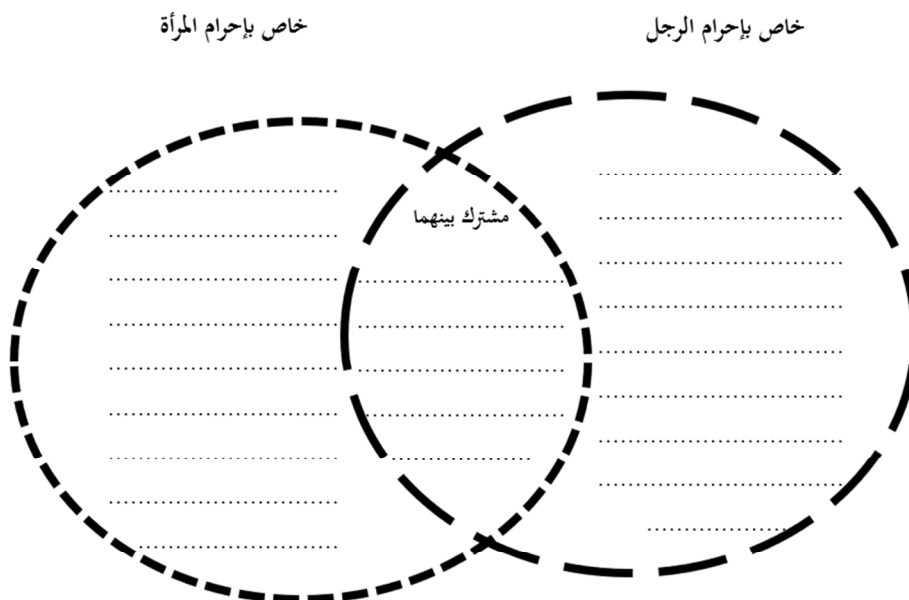 خاص بإحرام الرجل
خاص بإحرام المرأة
مشترك بينهما